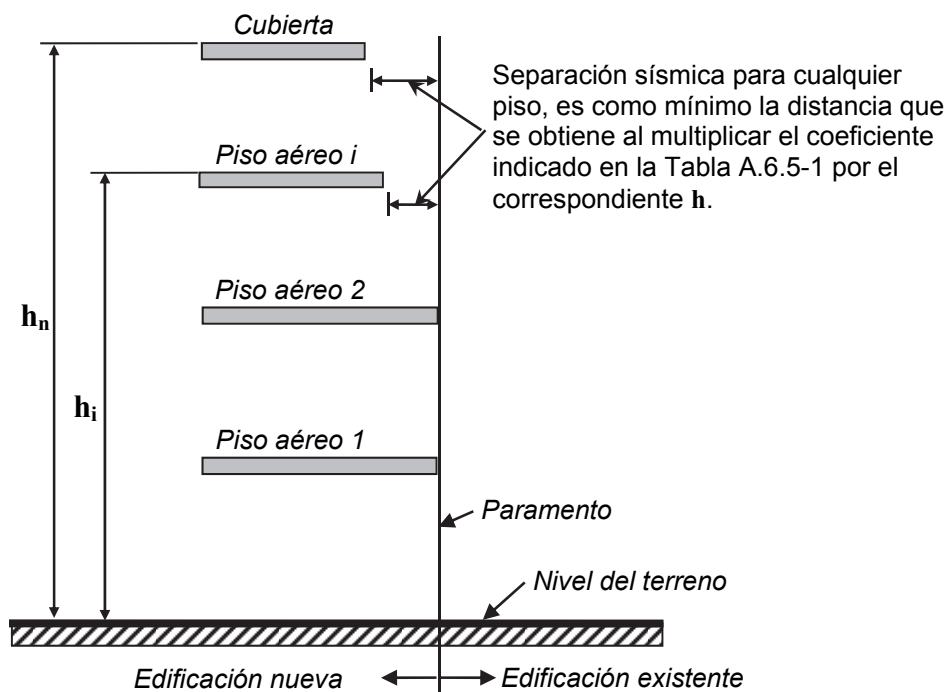 Cubierta
Separación sísmica para cualquier
piso, es como mínimo la distancia que
se obtiene al multiplicar el coeficiente
indicado en la Tabla A.6.5-1 por el
correspondiente h.
Piso aéreo i
Piso aéreo 2
hn
hi
Piso aéreo 1
Paramento
Nivel del terreno
Edificación nueva
Edificación existente